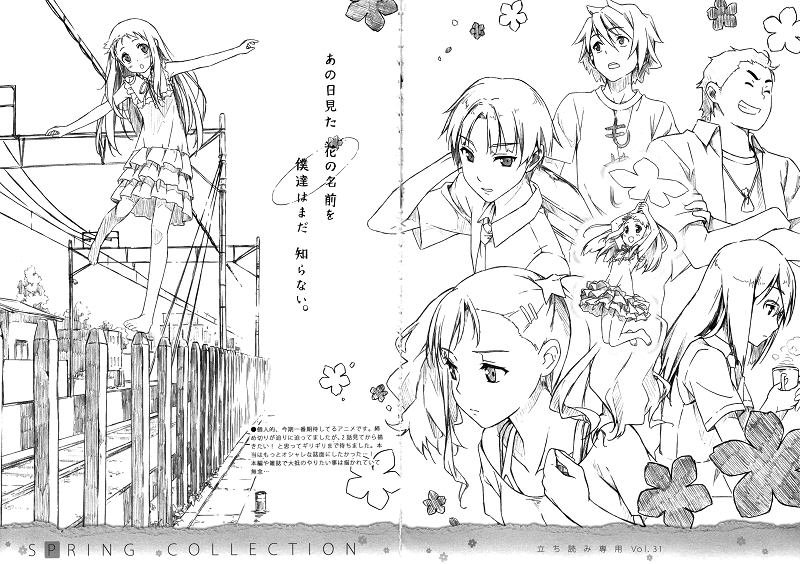 あの日見た花の名前を
僕達はまだ知らない。
●個人的、今期一番期待してるアニメです。締
め切りが迫りに迫ってましたが、2話見てから描
きたい!と思ってギリギリまで待ちました。本
当はもっとオシャレな話画にしたかった…!
本編や雑誌で大抵のやりたい事は描かれていて
無念…
も
SPRING COLLECTION
立ち読み専用 Vol.31